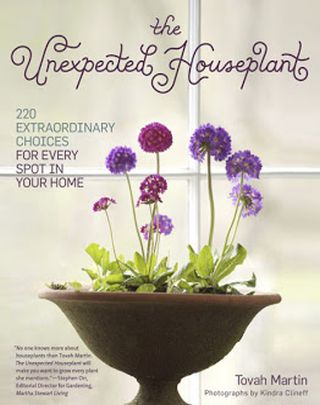 the
Unexpected Houseplant
220
EXTRAORDINARY
CHOICES
FOR EVERY
SPOT IN
YOUR HOME
"No one knows more about
houseplants than Tovah Martin.
The Unexpected Houseplant will
make you want to grow every plant
she mentions."—Stephen Orr,
Editorial Director for Gardening,
Martha Stewart Living
Tovah Martin
Photographs by Kindra Clineff